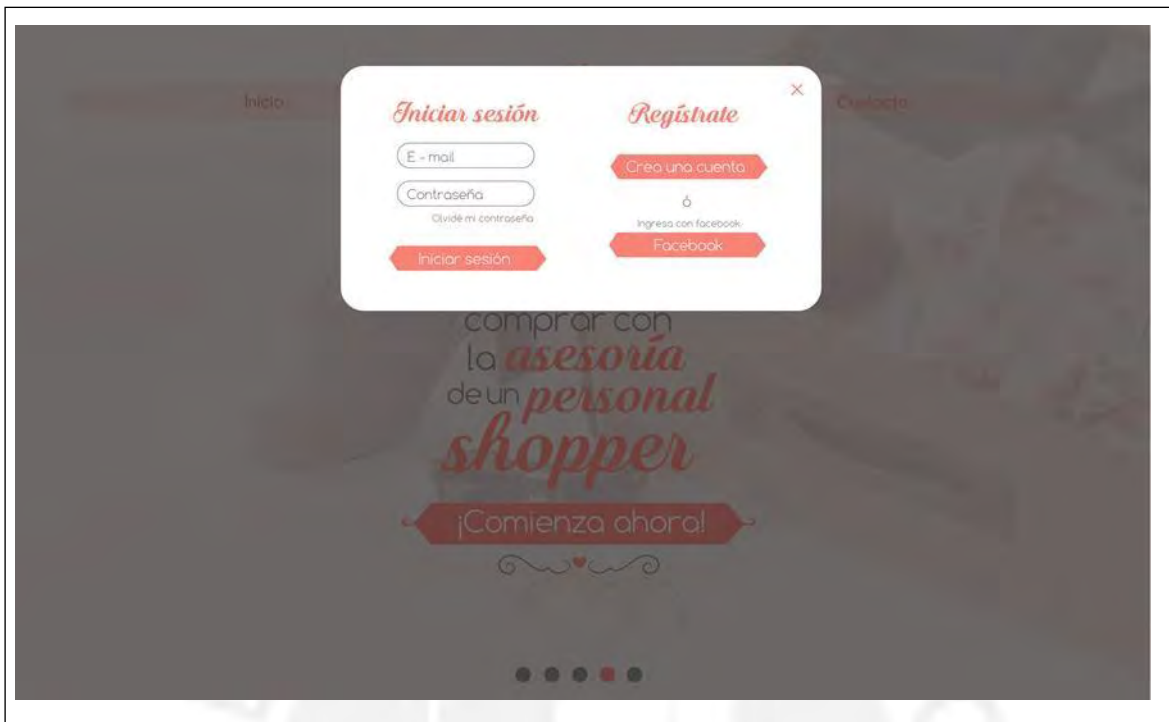 Inicio
Contacto
Iniciar sesión
E - mail
Contraseña
Olvidé mi contraseña
Iniciar sesión
Regístrate
Crea una cuenta
ó
Ingresa con facebook
Facebook
comprar con
la asesoría
de un personal
shopper
¡Comienza ahora!